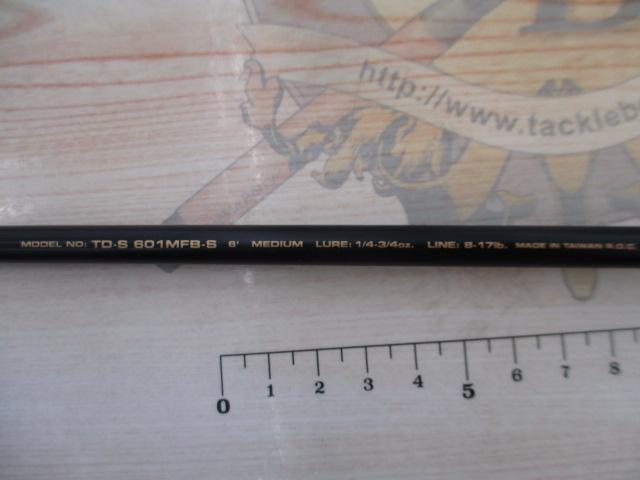 http://www.tackleb
MODEL NO: TD-S 601MFB-S 6' MEDIUM LURE: 1/4-3/4oz. LINE: 8-17lb. MADE IN TAIWAN R.O.C.
0 1 2 3 4 5 6 7 8